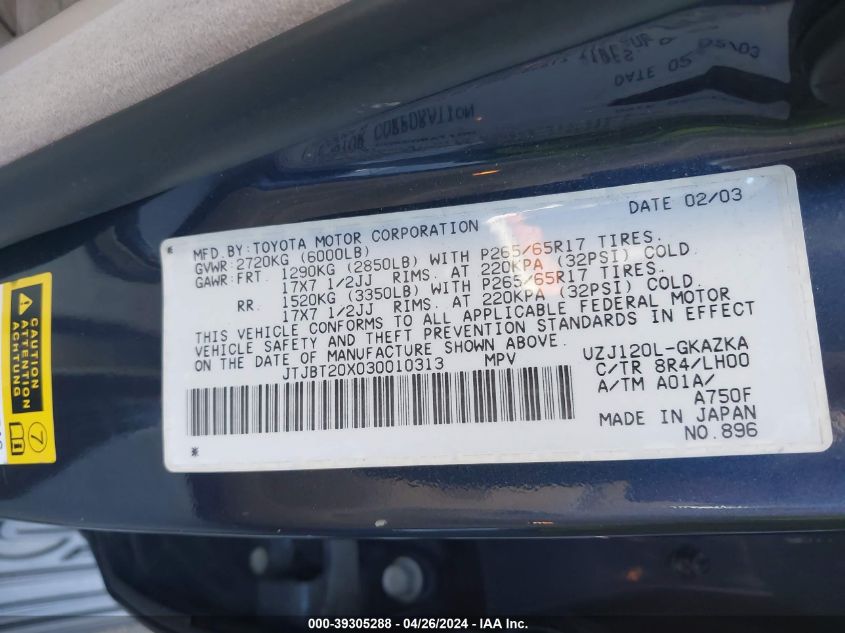 DATE 02/03
MFD.BY:TOYOTA MOTOR CORPORATION
GVWR:2720KG (6000LB)
GAWR:FRT. 1290KG (2850LB) WITH P265/65R17 TIRES.
17X7 1/2JJ RIMS. AT 220KPA (32PSI) COLD
RR. 1520KG (3350LB) WITH P265/65R17 TIRES.
17X7 1/2JJ RIMS. AT 220KPA (32PSI) COLD.
THIS VEHICLE CONFORMS TO ALL APPLICABLE FEDERAL MOTOR
VEHICLE SAFETY AND THEFT PREVENTION STANDARDS IN EFFECT
ON THE DATE OF MANUFACTURE SHOWN ABOVE.
JTJBT20X030010313 MPV
UZJ120L-GKAZKA
C/TR 8R4/LH00
A/TM A01A/
A750F
MADE IN JAPAN
NO.896
ACHTUNG
ATTENTION
7
000-39305288 - 04/26/2024 - IAA Inc.